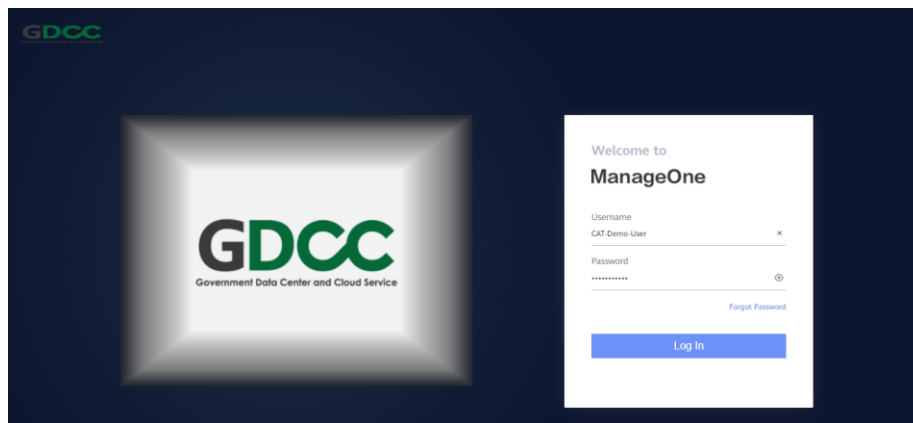 GDCC
GDCC
Government Data Center and Cloud Service
Welcome to
ManageOne
Username
CAT-Demo-User
Password
Forgot Password
Log In